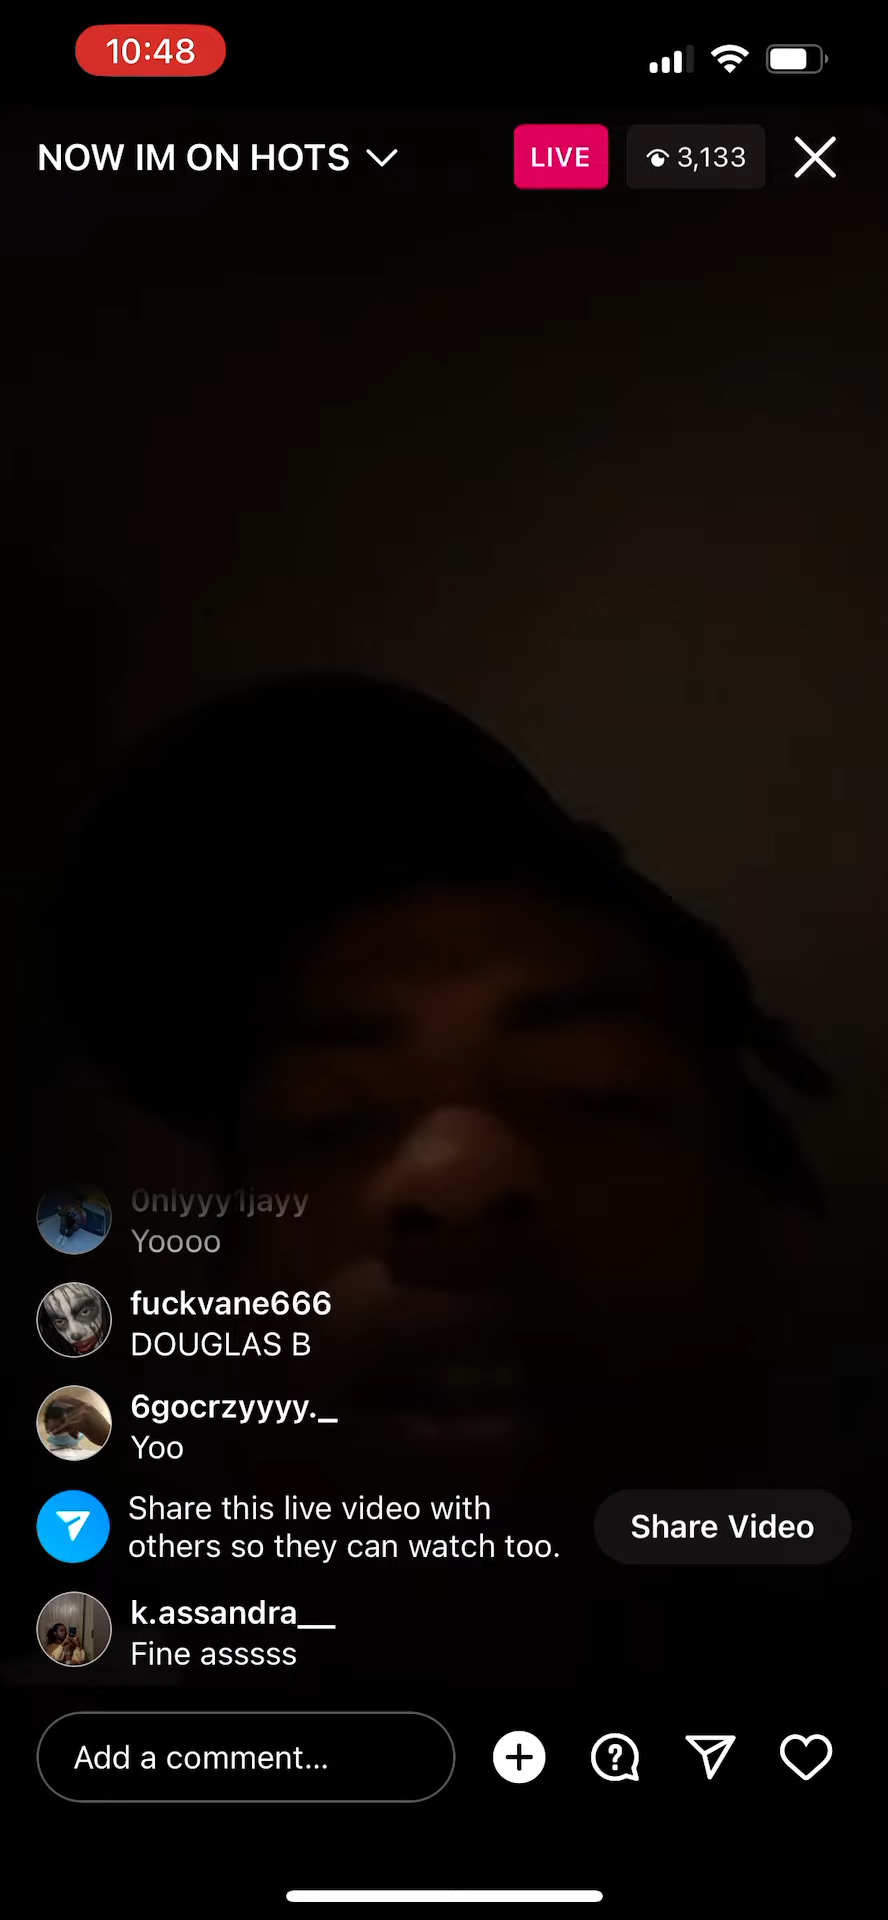 10:48
NOW IM ON HOTS
LIVE
3,133
0nlyyy1jayy
Yoooo
fuckvane666
DOUGLAS B
6gocrzyyyy._
Yoo
Share this live video with
others so they can watch too.
Share Video
k.assandra__
Fine asssss
Add a comment...